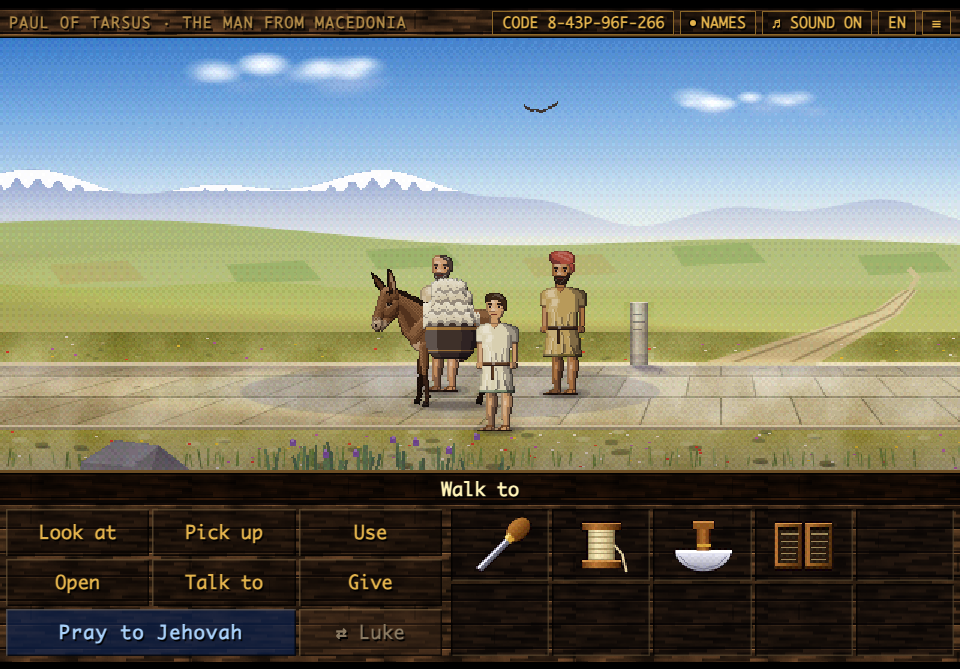 PAUL OF TARSUS · THE MAN FROM MACEDONIA
CODE 8-43P-96F-266
• NAMES
♬ SOUND ON
EN
≡
Walk to
Look at
Pick up
Use
Open
Talk to
Give
Pray to Jehovah
⇄ Luke